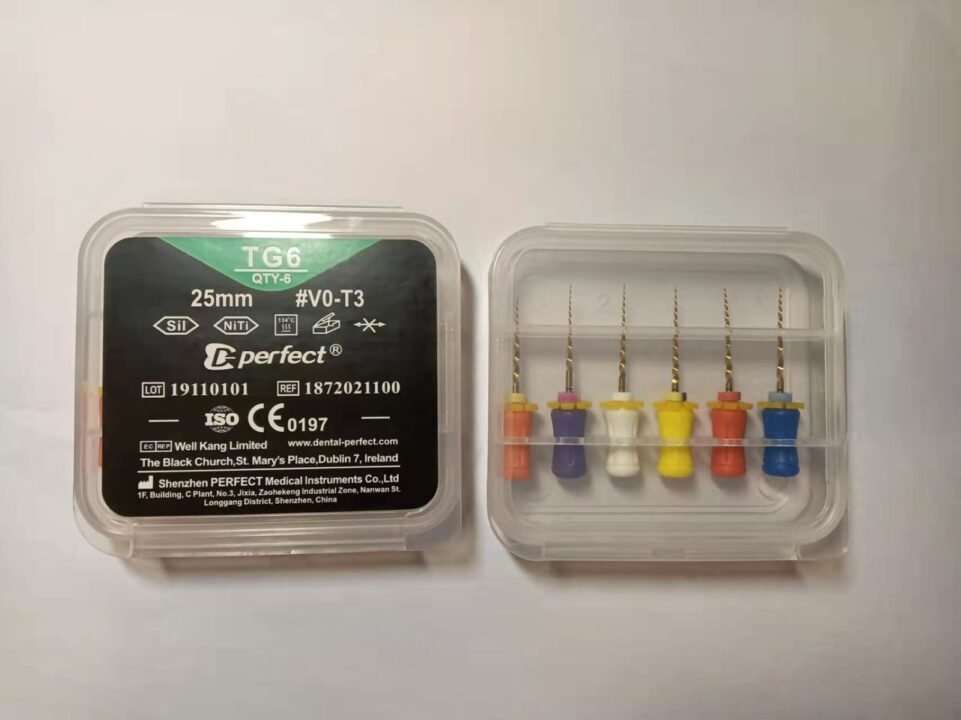 TG6
QTY-6
25mm #V0-T3
Sil NiTi 134°C
perfect®
LOT 19110101 REF 1872021100
ISO CE 0197
EC REP Well Kang Limited www.dental-perfect.com
The Black Church,St. Mary's Place,Dublin 7, Ireland
Shenzhen PERFECT Medical Instruments Co.,Ltd
1F, Building, C Plant, No.3, Jixia, Zaohekeng Industrial Zone, Nanwan St.
Longgang District, Shenzhen, China